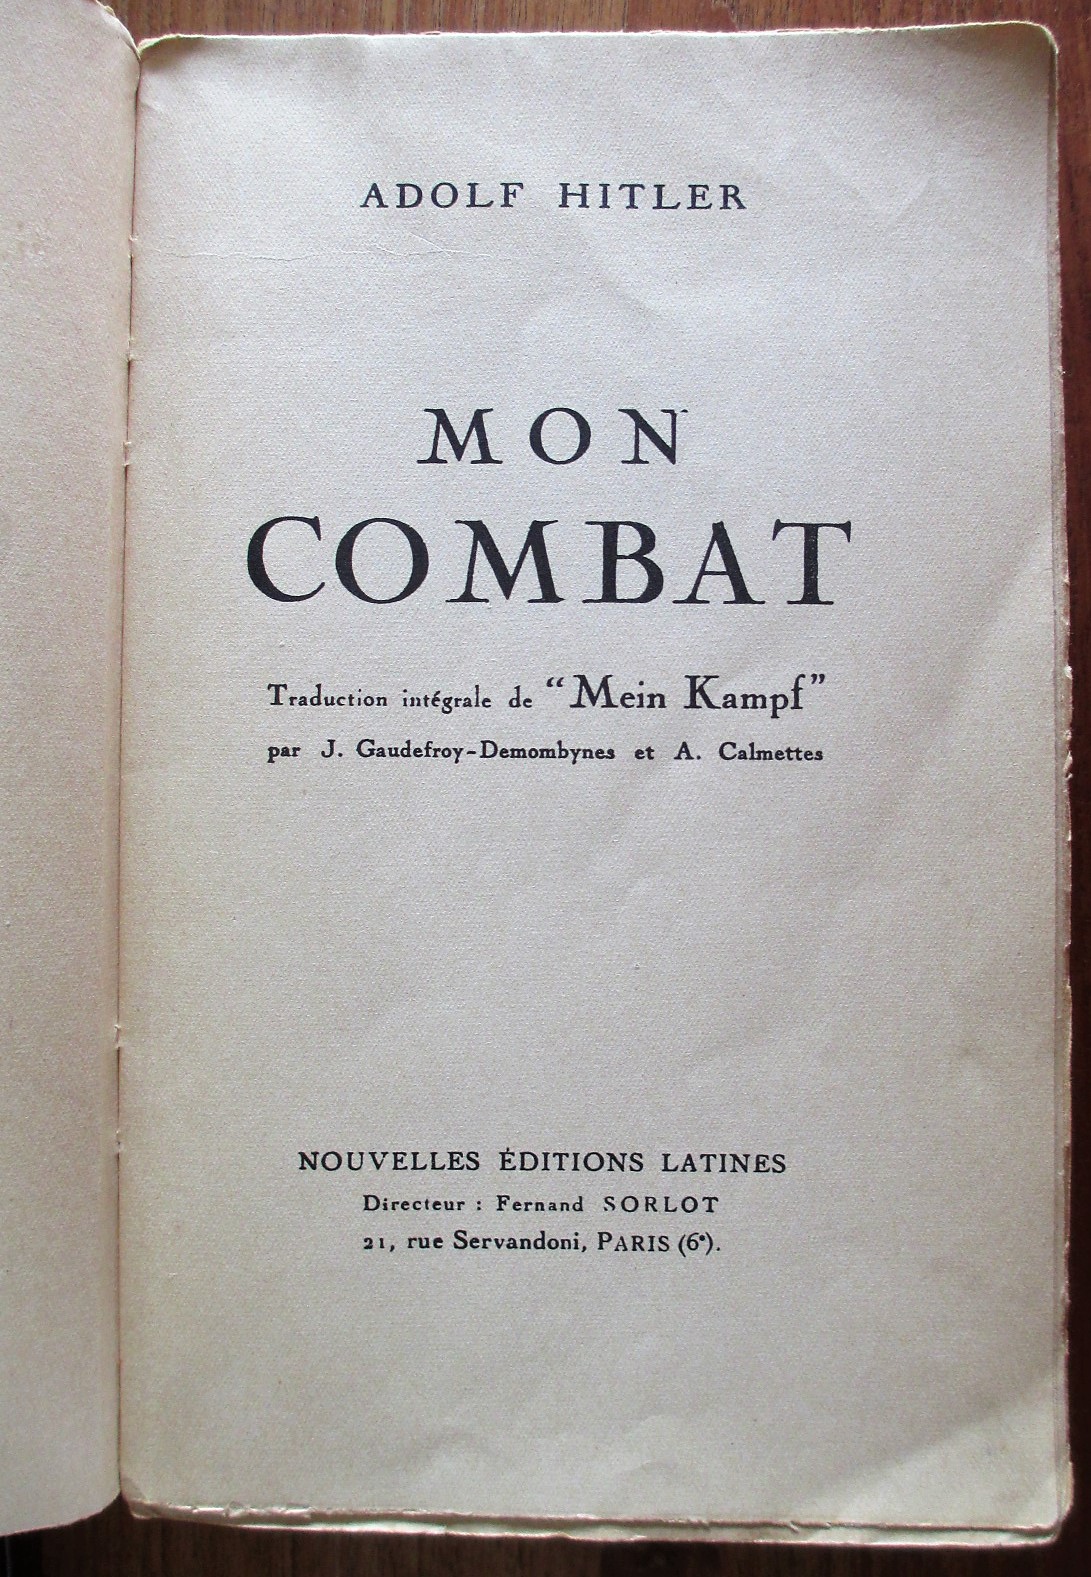 ADOLF HITLER
MON
COMBAT
Traduction intégrale de “Mein Kampf”
par J. Gaudefroy-Demombynes et A. Calmettes
NOUVELLES ÉDITIONS LATINES
Directeur : Fernand SORLOT
21, rue Servandoni, PARIS (6ᵉ).